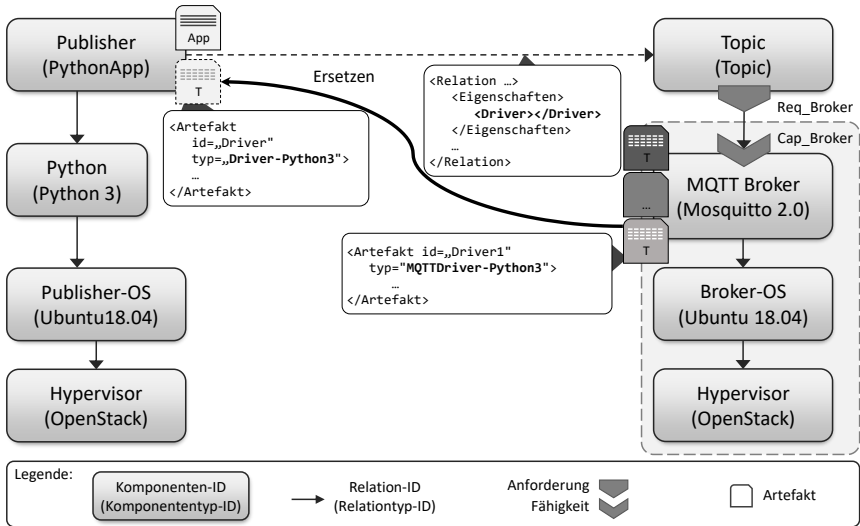 Publisher
(PythonApp)
App
T
Ersetzen
<Artefakt
id=„Driver"
typ=„Driver-Python3">
…
</Artefakt>
<Relation …>
<Eigenschaften>
<Driver></Driver>
</Eigenschaften>
…
</Relation>
Topic
(Topic)
Req_Broker
Cap_Broker
Python
(Python 3)
T
...
T
MQTT Broker
(Mosquitto 2.0)
<Artefakt id=„Driver1"
typ="MQTTDriver-Python3">
…
</Artefakt>
Publisher-OS
(Ubuntu18.04)
Broker-OS
(Ubuntu 18.04)
Hypervisor
(OpenStack)
Hypervisor
(OpenStack)
Legende:
Komponenten-ID
(Komponententyp-ID)
Relation-ID
(Relationtyp-ID)
Anforderung
Fähigkeit
Artefakt